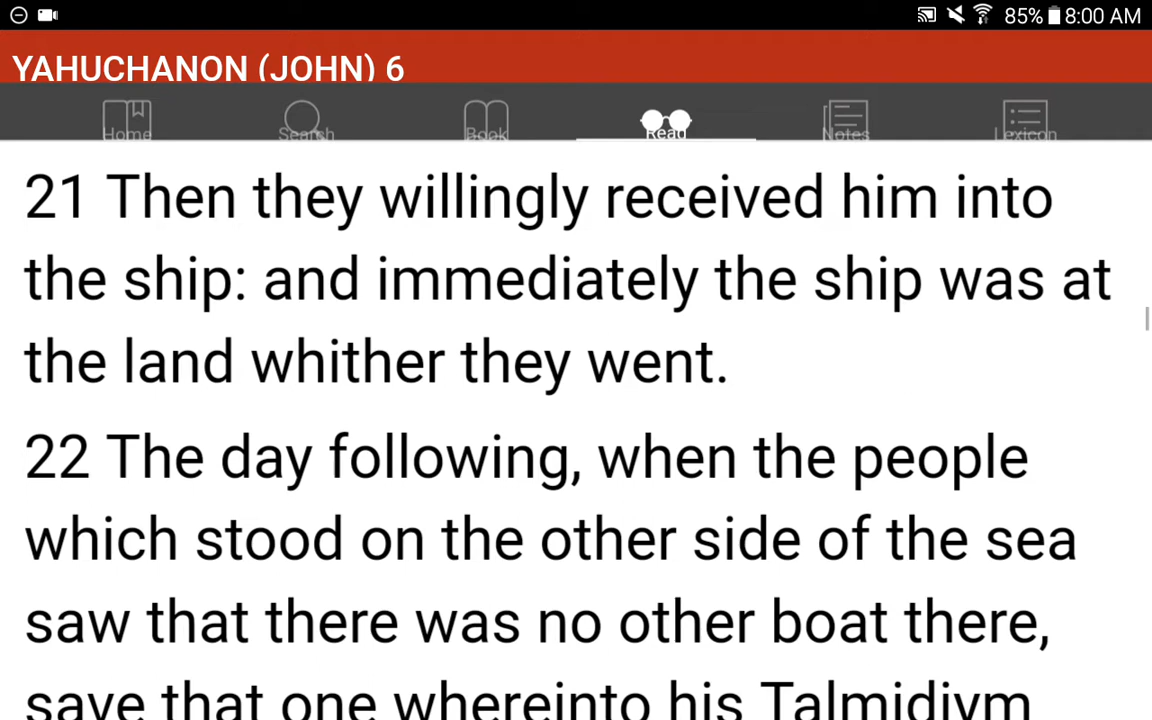 85% 8:00 AM
YAHUCHANON (JOHN) 6
Home Search Book Read Notes Lexicon
21 Then they willingly received him into
the ship: and immediately the ship was at
the land whither they went.
22 The day following, when the people
which stood on the other side of the sea
saw that there was no other boat there,
save that one whereinto his Talmidiym